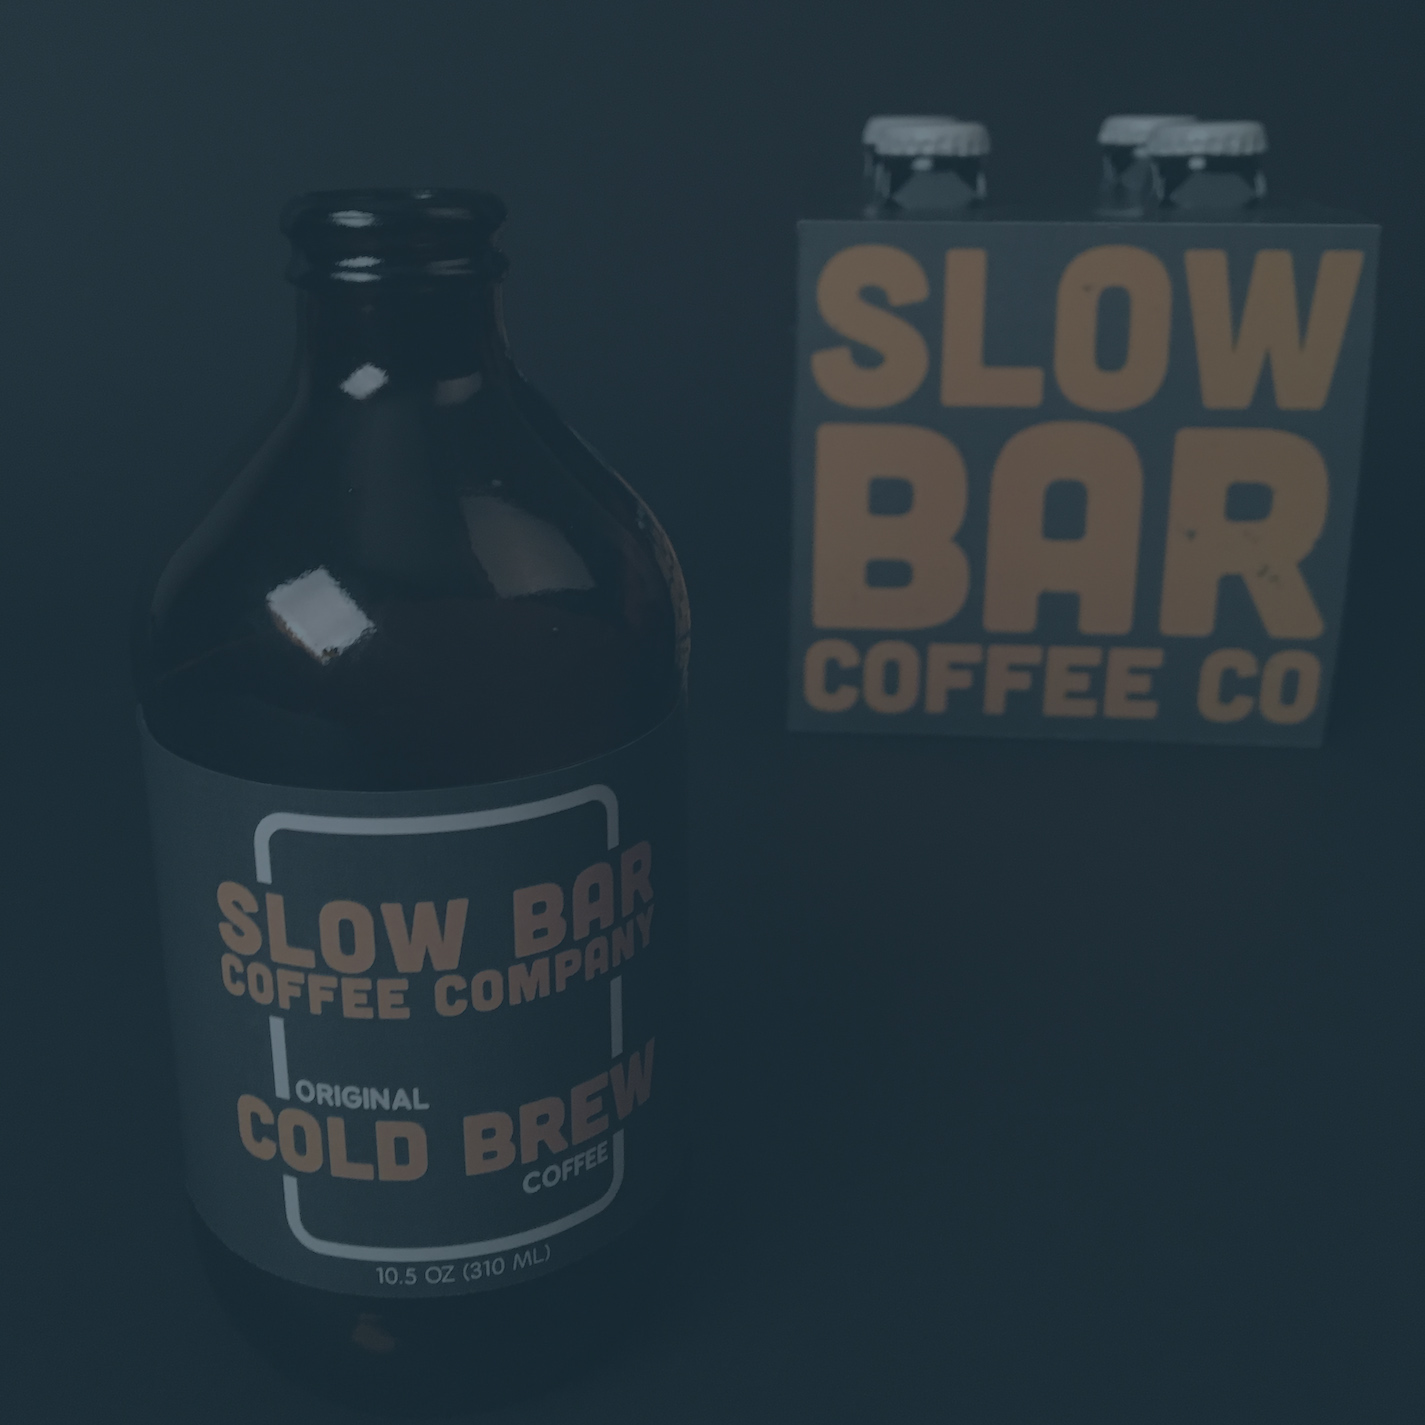 SLOW
BAR
COFFEE CO
SLOW BAR
COFFEE COMPANY
ORIGINAL
COLD BREW
COFFEE
10.5 OZ (310 ML)